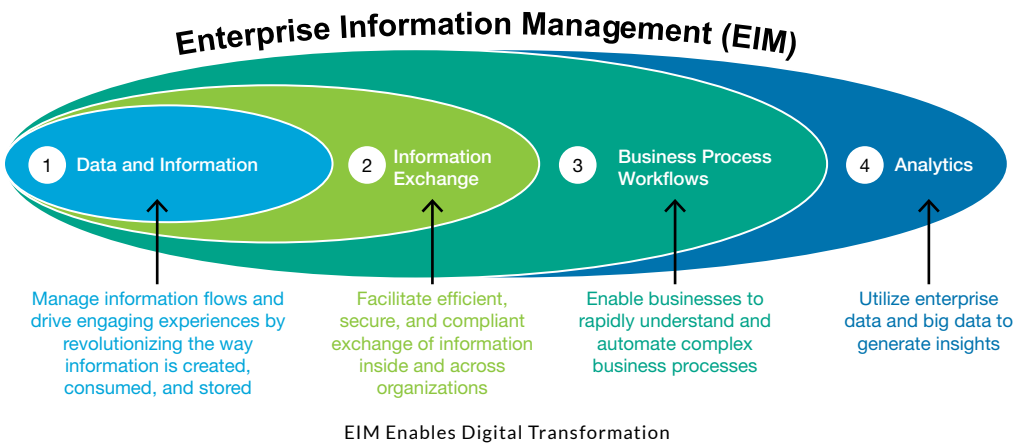 Enterprise Information Management (EIM)
1 Data and Information
2 Information
Exchange
3 Business Process
Workflows
4 Analytics
Manage information flows and
drive engaging experiences by
revolutionizing the way
information is created,
consumed, and stored
Facilitate efficient,
secure, and compliant
exchange of information
inside and across
organizations
Enable businesses to
rapidly understand and
automate complex
business processes
Utilize enterprise
data and big data to
generate insights
EIM Enables Digital Transformation